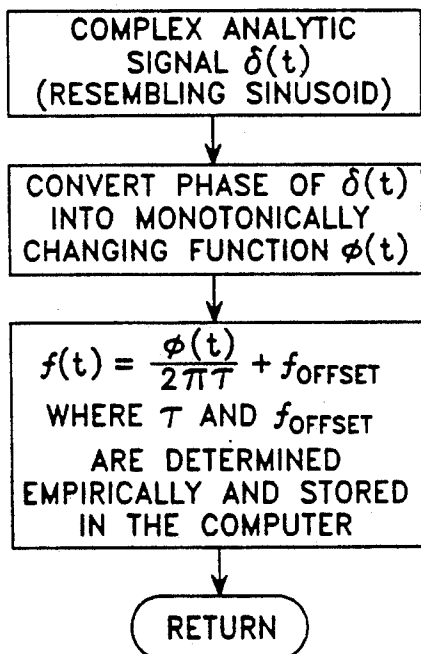 COMPLEX ANALYTIC
SIGNAL δ(t)
(RESEMBLING SINUSOID)
CONVERT PHASE OF δ(t)
INTO MONOTONICALLY
CHANGING FUNCTION ϕ(t)
f(t) = ϕ(t)/2πτ + fOFFSET
WHERE τ AND fOFFSET
ARE DETERMINED
EMPIRICALLY AND STORED
IN THE COMPUTER
RETURN